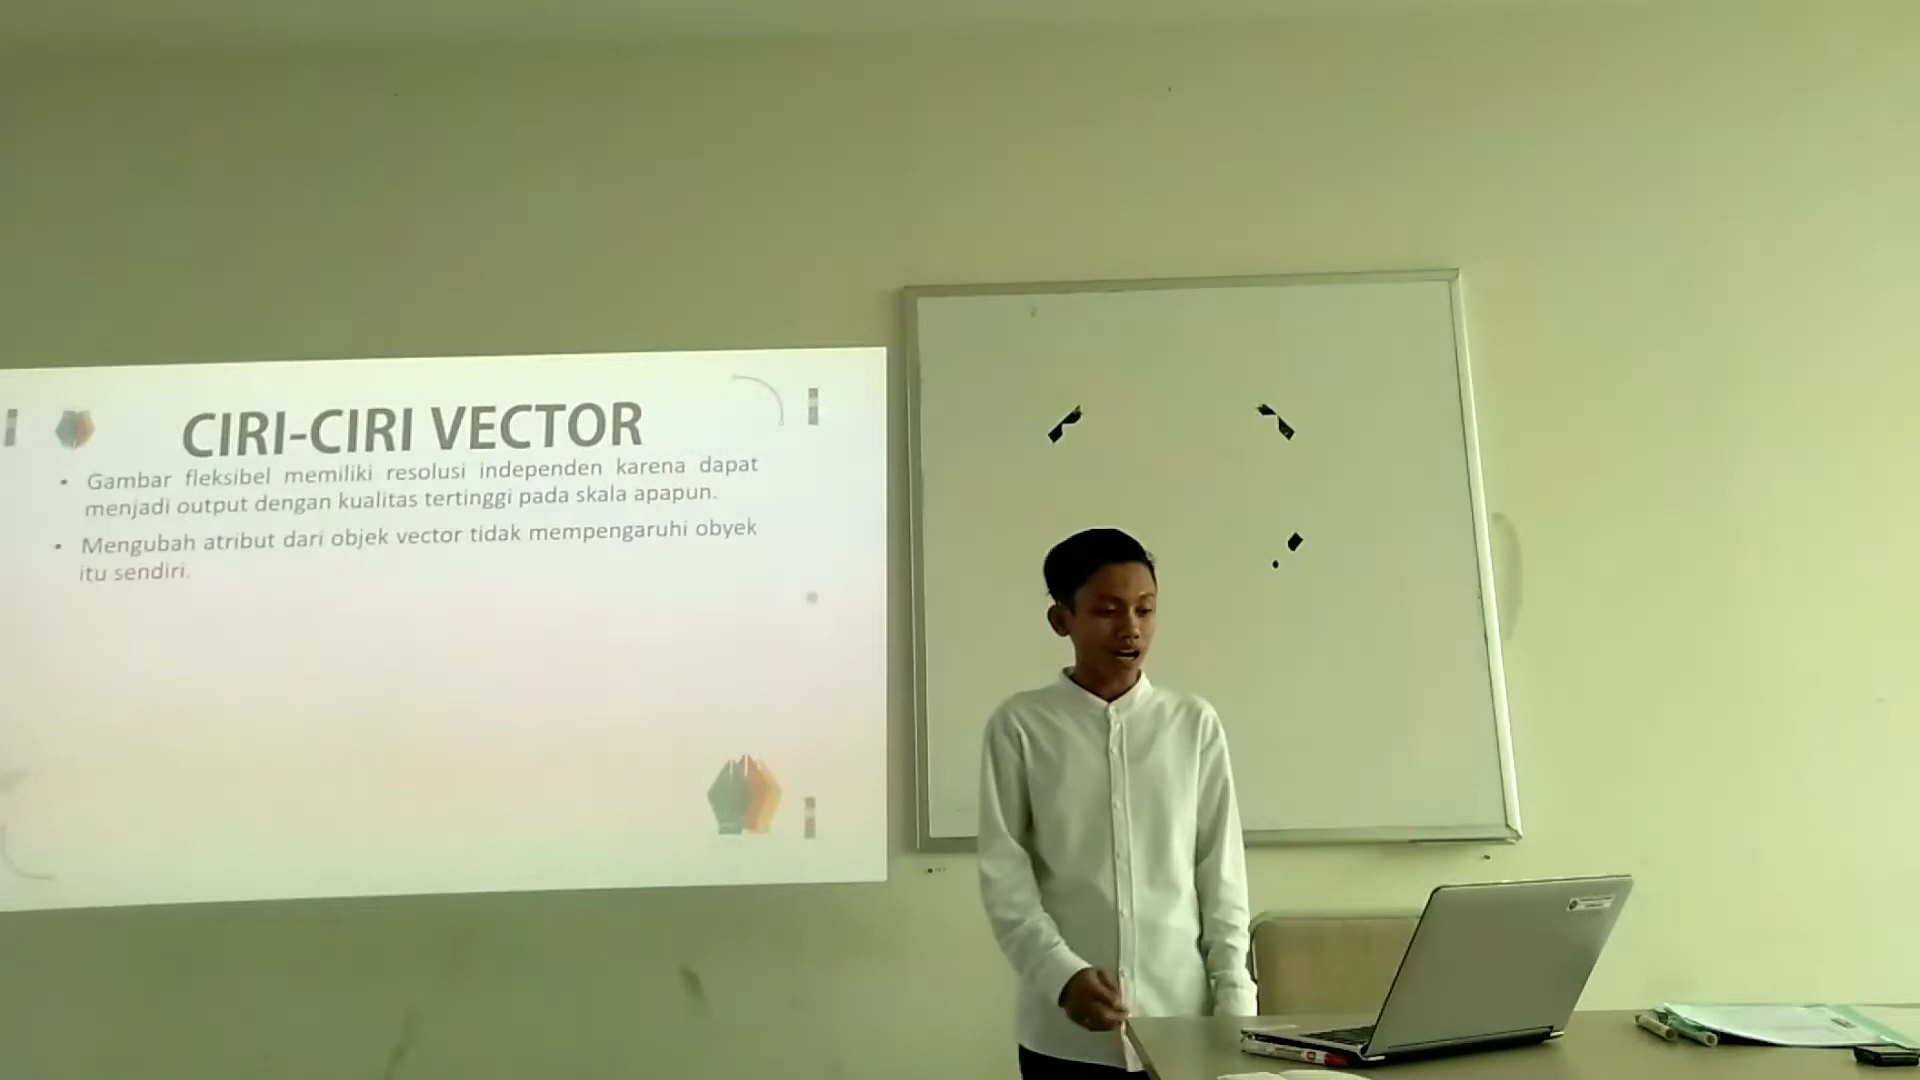 CIRI-CIRI VECTOR
• Gambar fleksibel memiliki resolusi independen karena dapat
menjadi output dengan kualitas tertinggi pada skala apapun.
• Mengubah atribut dari objek vector tidak mempengaruhi obyek
itu sendiri.